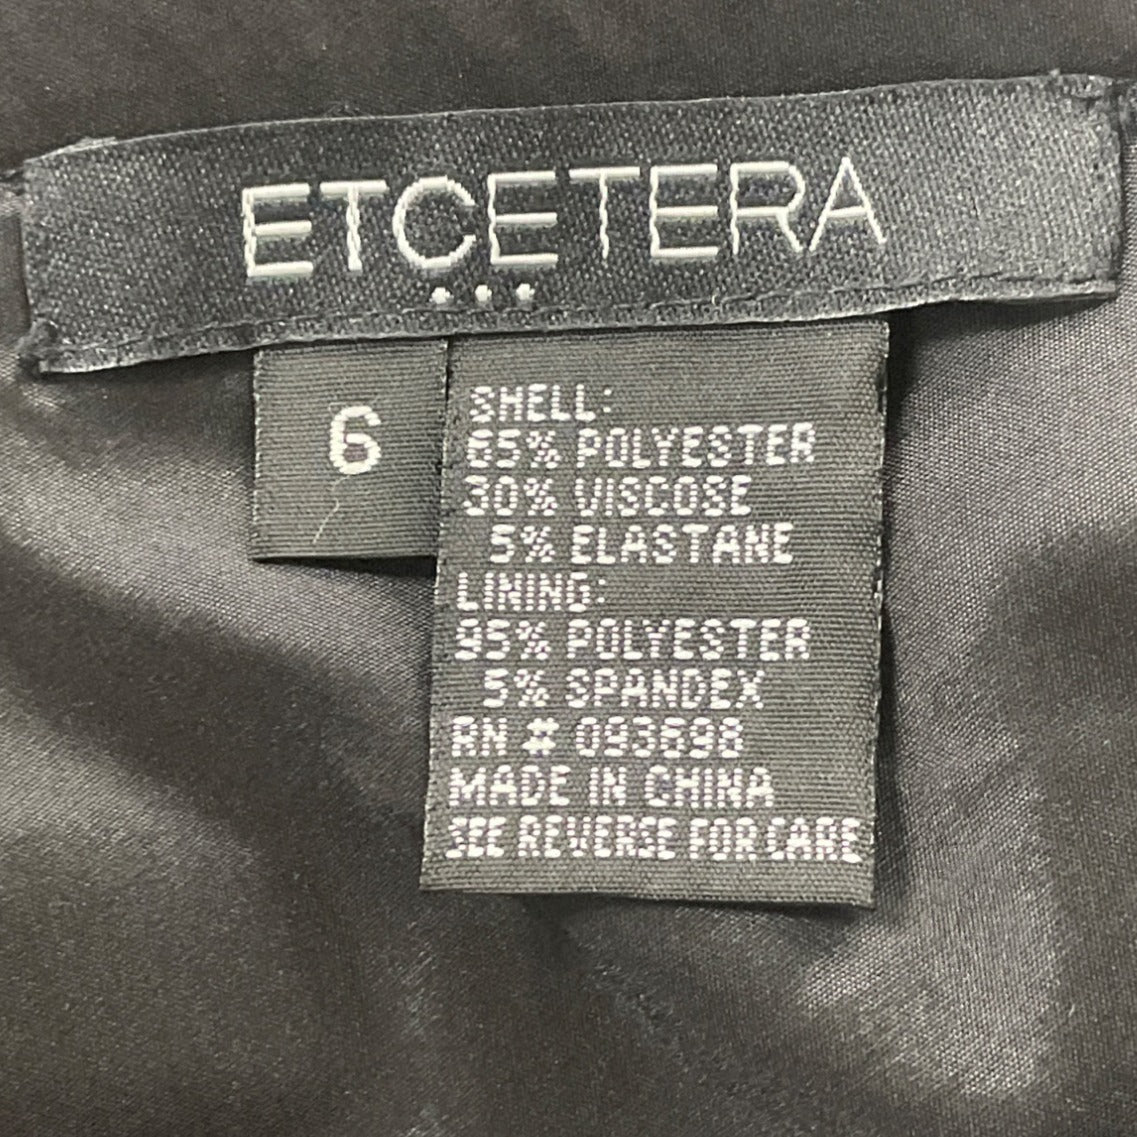 ETCETERA
...
6
SHELL:
65% POLYESTER
30% VISCOSE
5% ELASTANE
LINING:
95% POLYESTER
5% SPANDEX
RN # 093698
MADE IN CHINA
SEE REVERSE FOR CARE